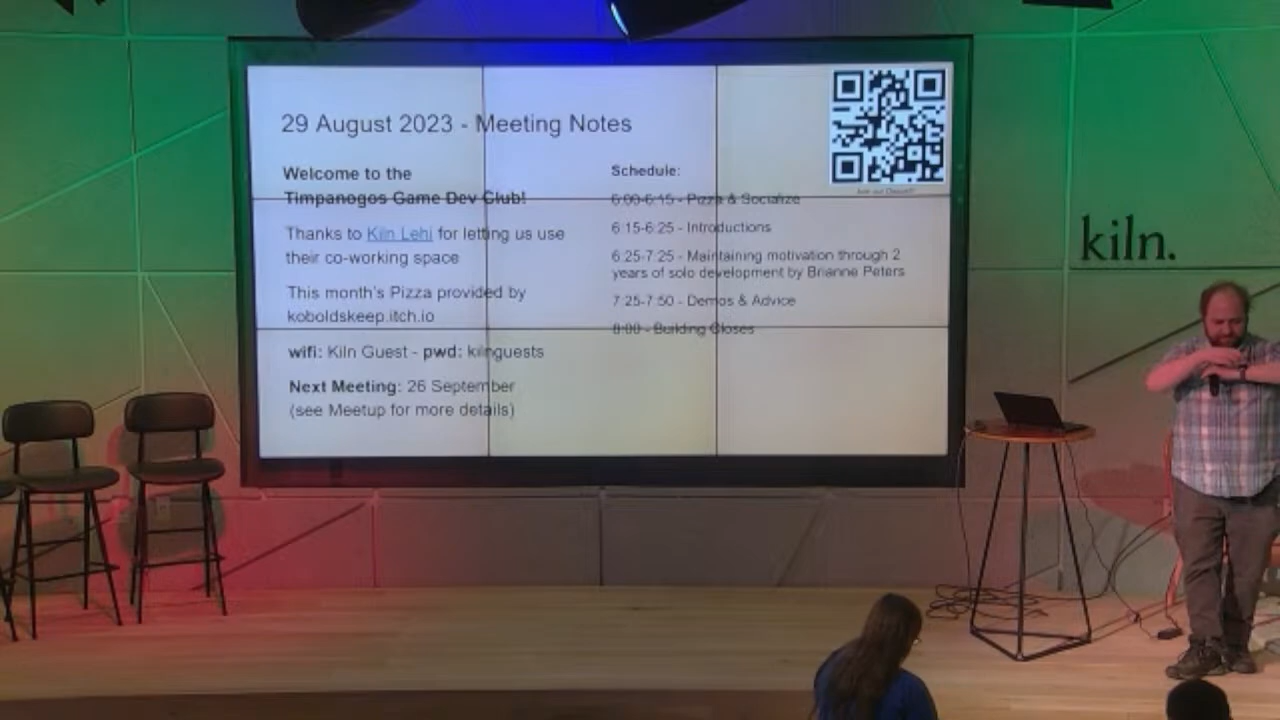 29 August 2023 - Meeting Notes
Welcome to the
Timpanogos Game Dev Club!
Thanks to Kiln Lehi for letting us use
their co-working space
This month's Pizza provided by
koboldskeep.itch.io
wifi: Kiln Guest - pwd: kilnguests
Next Meeting: 26 September
(see Meetup for more details)
Schedule:
6:00-6:15 - Pizza & Socialize
6:15-6:25 - Introductions
6:25-7:25 - Maintaining motivation through 2
years of solo development by Brianne Peters
7:25-7:50 - Demos & Advice
8:00 - Building Closes
Join our Discord!
kiln.